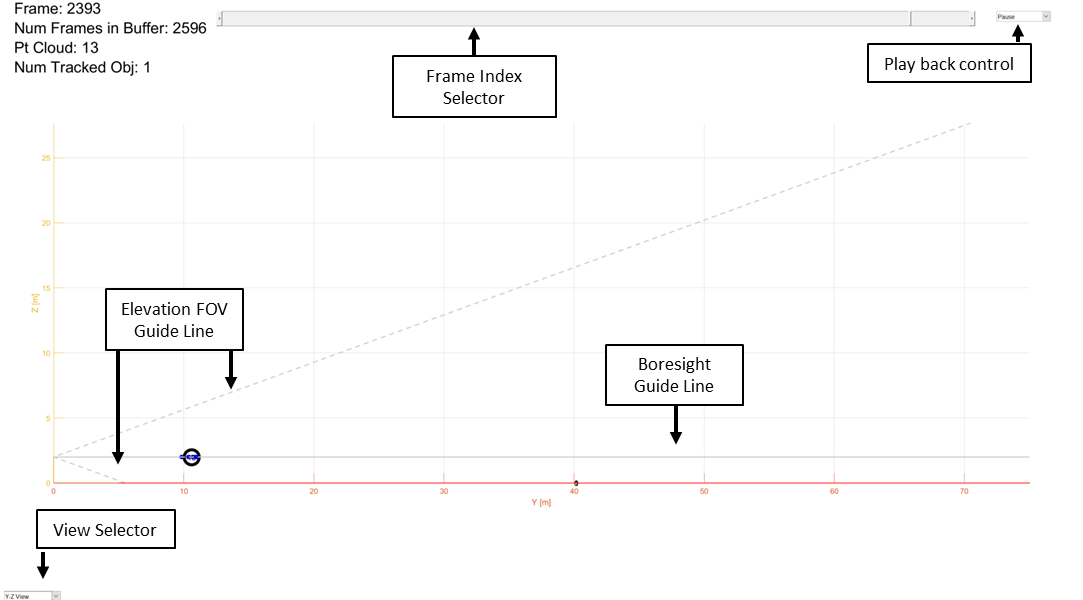 Frame: 2393
Num Frames in Buffer: 2596
Pt Cloud: 13
Num Tracked Obj: 1
Pause
Frame Index
Selector
Play back control
25
20
15
10
5
0
Z [m]
Elevation FOV
Guide Line
Boresight
Guide Line
0 10 20 30 40 50 60 70
Y [m]
View Selector
Y-Z View